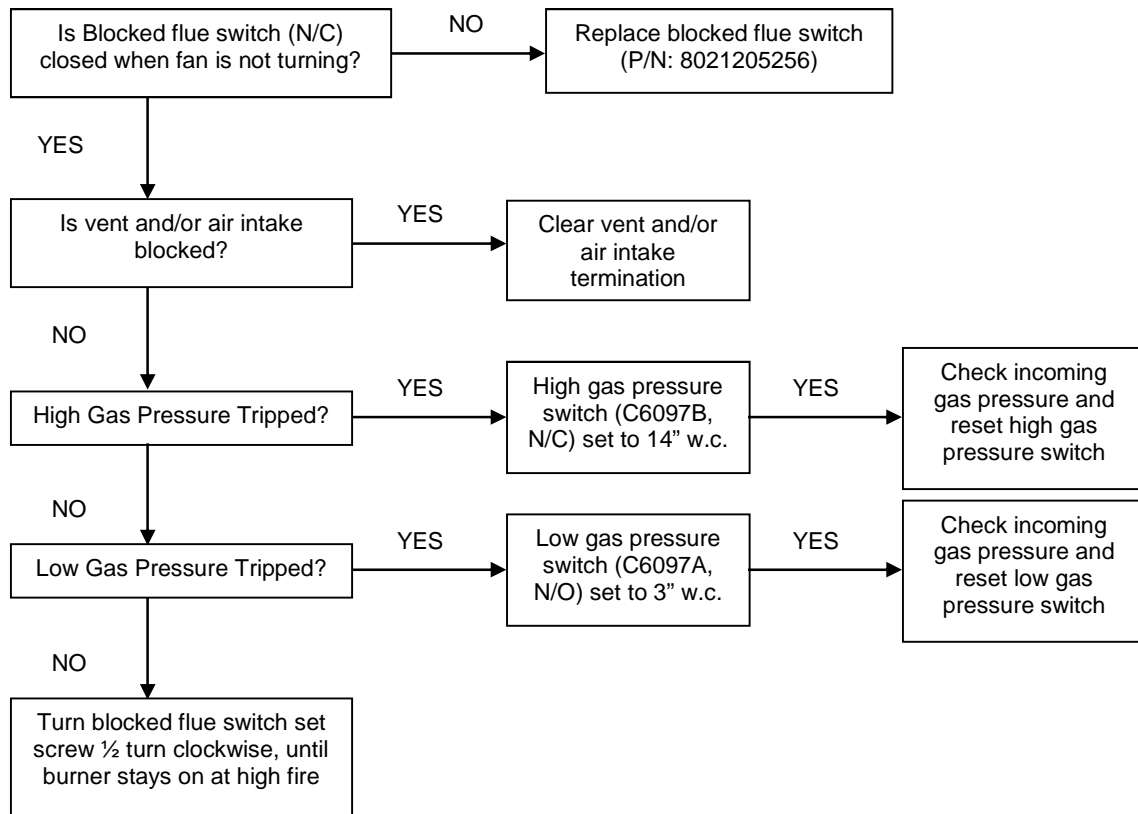 Is Blocked flue switch (N/C)
closed when fan is not turning?
NO
Replace blocked flue switch
(P/N: 8021205256)
YES
Is vent and/or air intake
blocked?
YES
Clear vent and/or
air intake
termination
NO
High Gas Pressure Tripped?
YES
High gas pressure
switch (C6097B,
N/C) set to 14” w.c.
YES
Check incoming
gas pressure and
reset high gas
pressure switch
NO
Low Gas Pressure Tripped?
YES
Low gas pressure
switch (C6097A,
N/O) set to 3” w.c.
YES
Check incoming
gas pressure and
reset low gas
pressure switch
NO
Turn blocked flue switch set
screw ½ turn clockwise, until
burner stays on at high fire